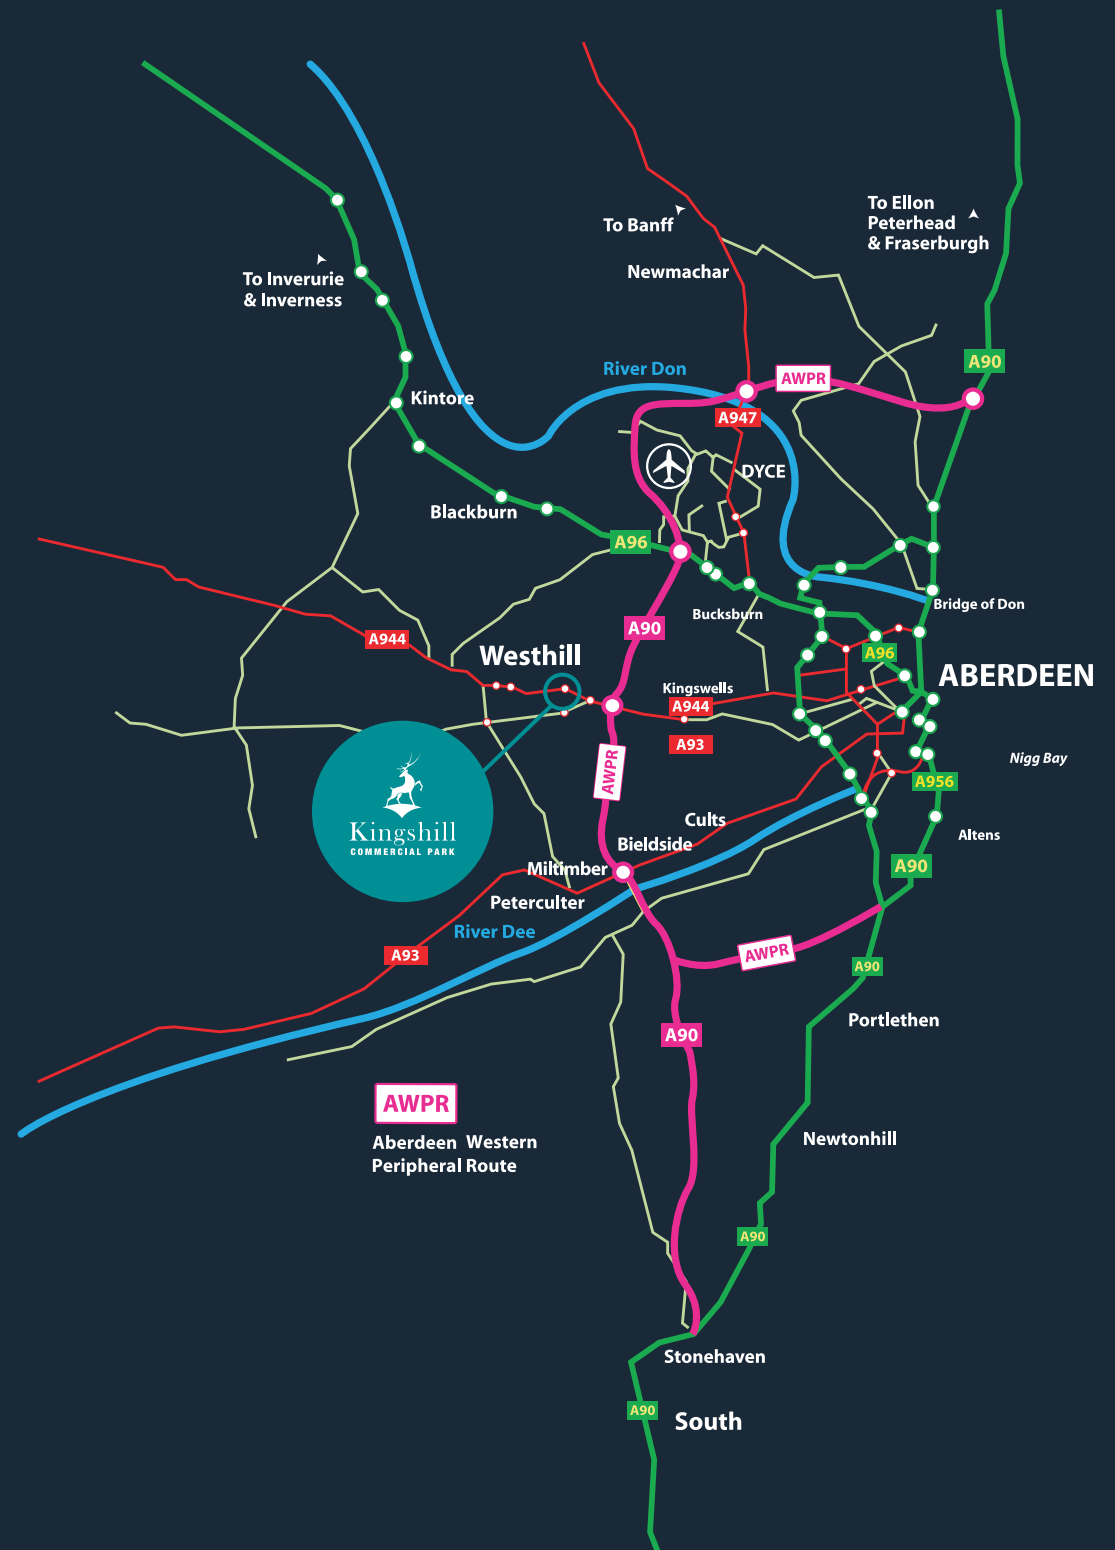 To Ellon
Peterhead
& Fraserburgh
To Banff
Newmachar
To Inverurie
& Inverness
A90
River Don
AWPR
Kintore
A947
DYCE
Blackburn
A96
Bucksburn
Bridge of Don
A90
A944
Westhill
A96
ABERDEEN
Kingswells
A944
A93
AWPR
Nigg Bay
A956
Kingshill
COMMERCIAL PARK
Cults
Altens
Bieldside
Miltimber
A90
Peterculter
River Dee
A93
AWPR
A90
Portlethen
A90
AWPR
Aberdeen Western
Peripheral Route
Newtonhill
A90
Stonehaven
A90
South